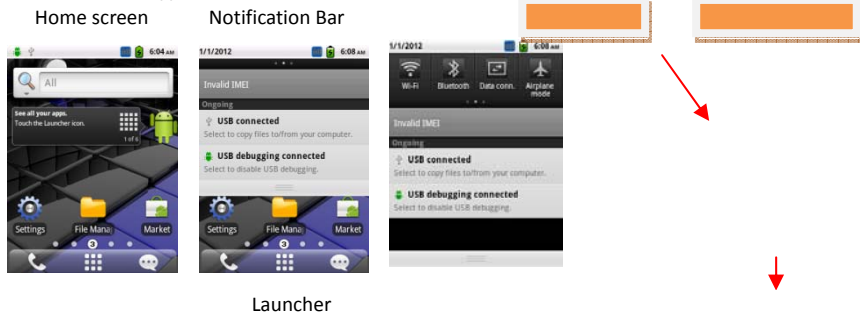 Home screen
Notification Bar
6:04 AM
All
See all your apps.
Touch the Launcher icon.
1 of 6
Settings
File Mana
Market
3
1/1/2012
6:08 AM
Invalid IMEI
Ongoing
USB connected
Select to copy files to/from your computer.
USB debugging connected
Select to disable USB debugging.
Settings
File Mana
Market
3
1/1/2012
6:08 AM
Wi-Fi
Bluetooth
Data conn.
Airplane
mode
Invalid IMEI
Ongoing
USB connected
Select to copy files to/from your computer.
USB debugging connected
Select to disable USB debugging.
Launcher